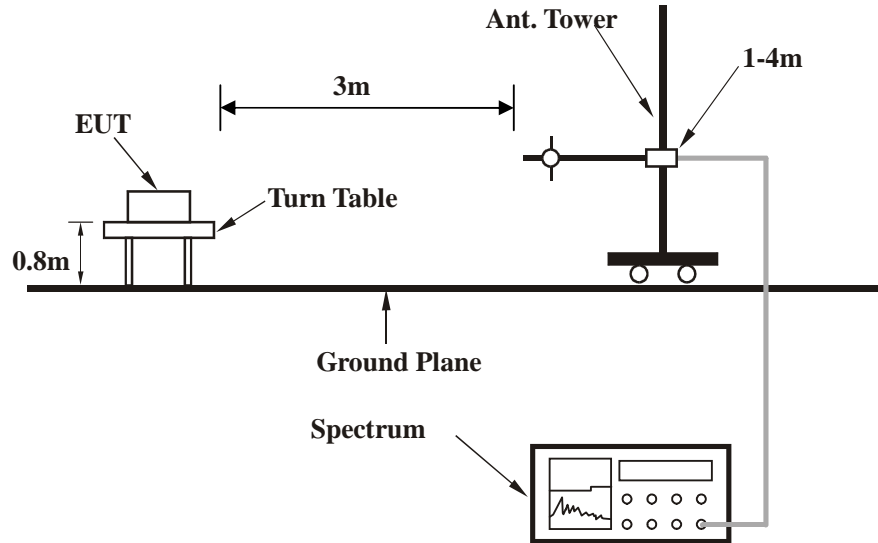 Ant. Tower
1-4m
3m
EUT
Turn Table
0.8m
Ground Plane
Spectrum